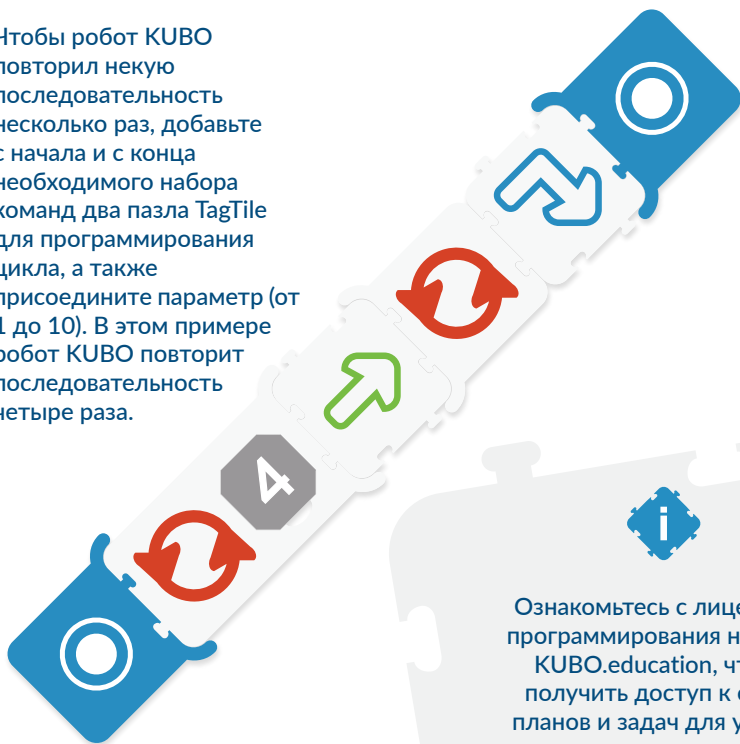 Чтобы робот KUBO
повторил некую
последовательность
несколько раз, добавьте
с начала и с конца
необходимого набора
команд два пазла TagTile
для программирования
цикла, а также
присоедините параметр (от
1 до 10). В этом примере
робот KUBO повторит
последовательность
четыре раза.
4
i
Ознакомьтесь с лице
программирования н
KUBO.education, чт
получить доступ к
планов и задач для у